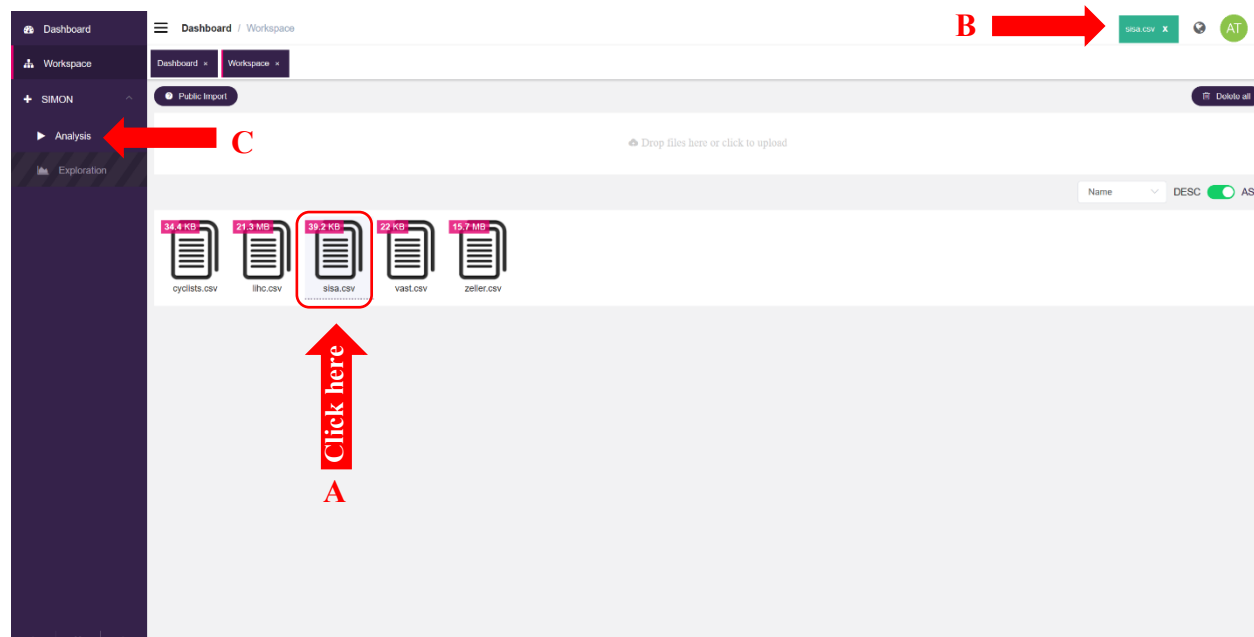 Dashboard
Dashboard / Workspace
B
sisa.csv x
AT
Workspace
Dashboard ×
Workspace ×
SIMON
Public Import
Delete all
Analysis
C
Drop files here or click to upload
Exploration
Name
DESC
AS
34.4 KB
21.3 MB
39.2 KB
22 KB
15.7 MB
cyclists.csv
lihc.csv
sisa.csv
vast.csv
zeller.csv
Click here
A